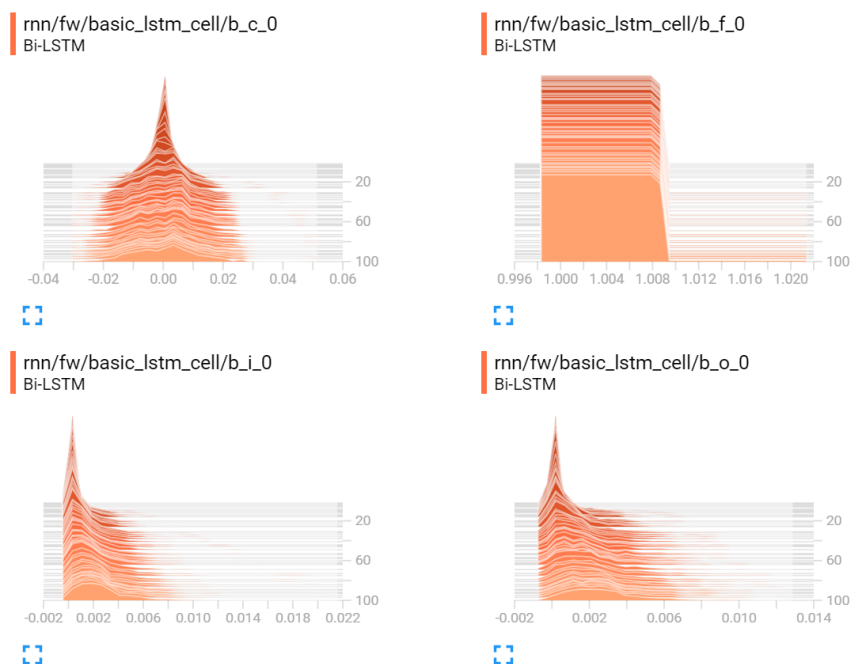 rnn/fw/basic_lstm_cell/b_c_0
Bi-LSTM
20
60
100
-0.04 -0.02 0.00 0.02 0.04 0.06
rnn/fw/basic_lstm_cell/b_f_0
Bi-LSTM
20
60
100
0.996 1.000 1.004 1.008 1.012 1.016 1.020
rnn/fw/basic_lstm_cell/b_i_0
Bi-LSTM
20
60
100
-0.002 0.002 0.006 0.010 0.014 0.018 0.022
rnn/fw/basic_lstm_cell/b_o_0
Bi-LSTM
20
60
100
-0.002 0.002 0.006 0.010 0.014